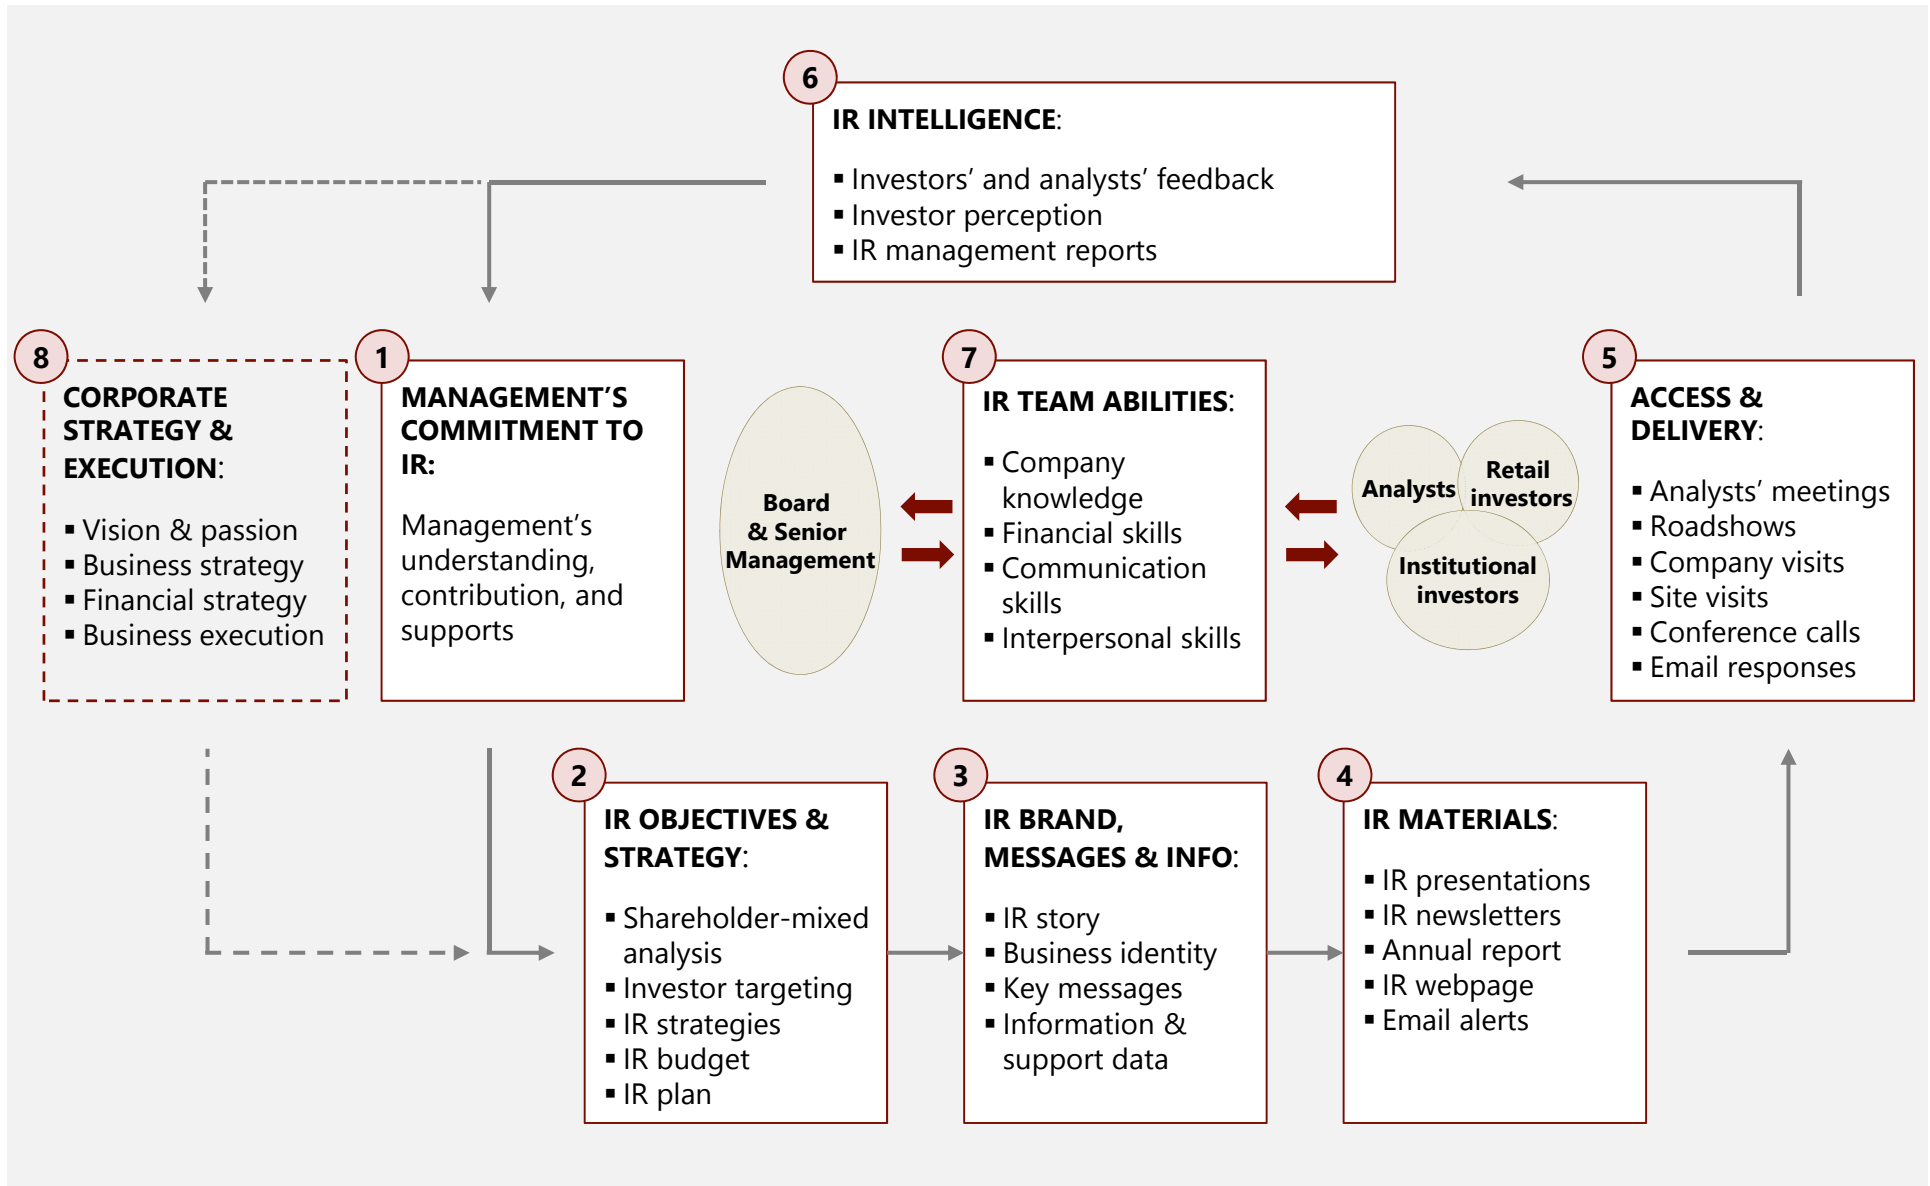 6
IR INTELLIGENCE:
▪ Investors’ and analysts’ feedback
▪ Investor perception
▪ IR management reports
8
CORPORATE
STRATEGY &
EXECUTION:
▪ Vision & passion
▪ Business strategy
▪ Financial strategy
▪ Business execution
1
MANAGEMENT’S
COMMITMENT TO
IR:
Management’s
understanding,
contribution, and
supports
Board
& Senior
Management
7
IR TEAM ABILITIES:
▪ Company
knowledge
▪ Financial skills
▪ Communication
skills
▪ Interpersonal skills
Analysts
Retail
investors
Institutional
investors
5
ACCESS &
DELIVERY:
▪ Analysts’ meetings
▪ Roadshows
▪ Company visits
▪ Site visits
▪ Conference calls
▪ Email responses
2
IR OBJECTIVES &
STRATEGY:
▪ Shareholder-mixed
analysis
▪ Investor targeting
▪ IR strategies
▪ IR budget
▪ IR plan
3
IR BRAND,
MESSAGES & INFO:
▪ IR story
▪ Business identity
▪ Key messages
▪ Information &
support data
4
IR MATERIALS:
▪ IR presentations
▪ IR newsletters
▪ Annual report
▪ IR webpage
▪ Email alerts